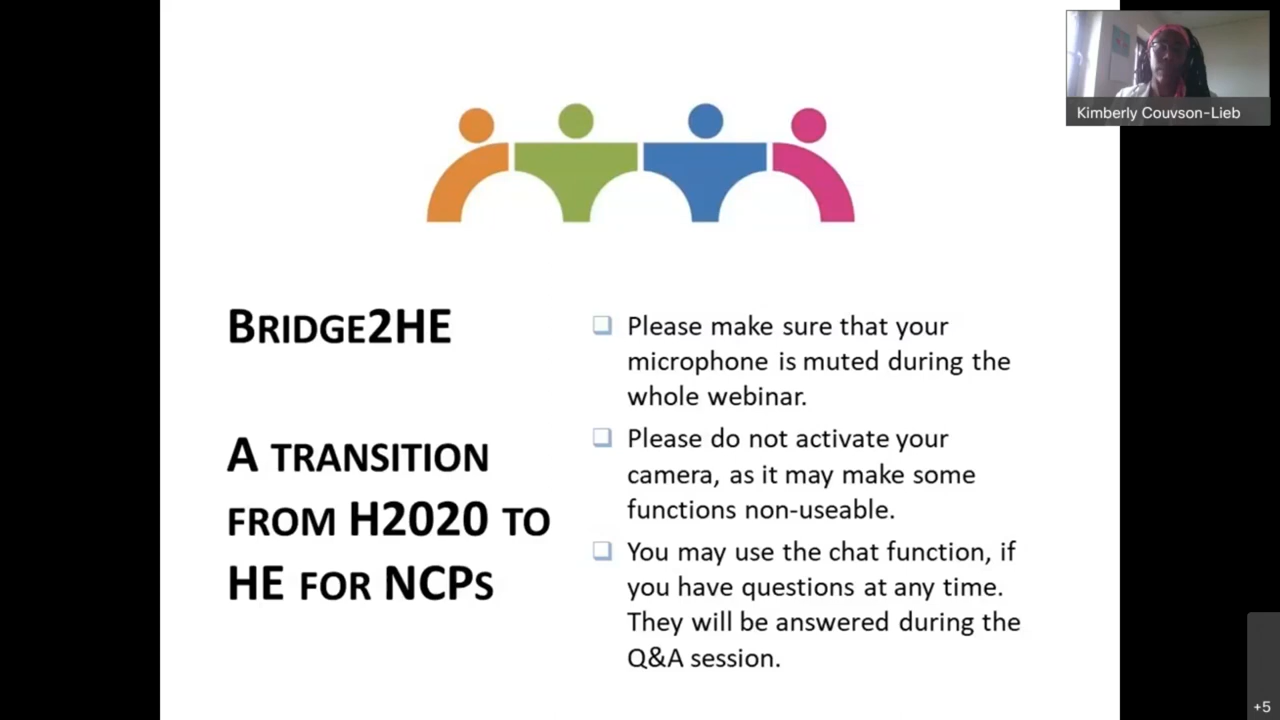 Kimberly Couvson-Lieb
BRIDGE2HE
A TRANSITION
FROM H2020 TO
HE FOR NCPS
Please make sure that your
microphone is muted during the
whole webinar.
Please do not activate your
camera, as it may make some
functions non-useable.
You may use the chat function, if
you have questions at any time.
They will be answered during the
Q&A session.
+5